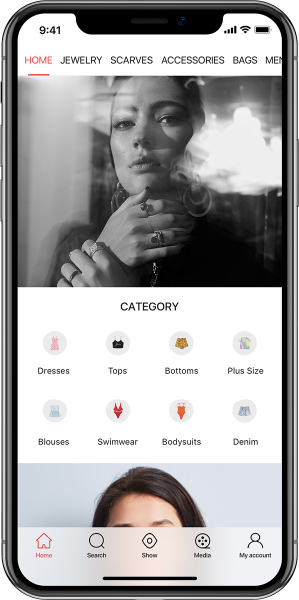 9:41
HOME JEWELRY SCARVES ACCESSORIES BAGS MEN
CATEGORY
Dresses Tops Bottoms Plus Size
Blouses Swimwear Bodysuits Denim
Home Search Show Media My account